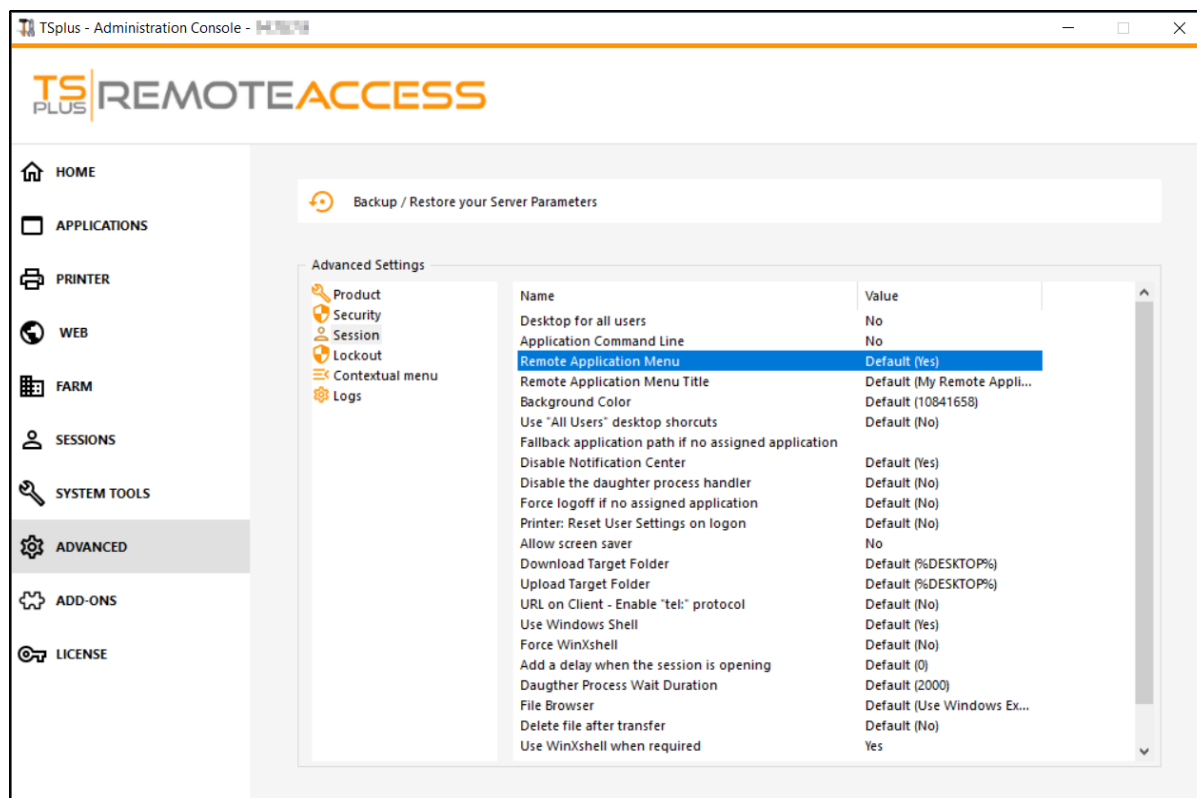 TSplus - Administration Console -
TS PLUS REMOTEACCESS
HOME
APPLICATIONS
PRINTER
WEB
FARM
SESSIONS
SYSTEM TOOLS
ADVANCED
ADD-ONS
LICENSE
Backup / Restore your Server Parameters
Advanced Settings
Product
Security
Session
Lockout
Contextual menu
Logs
Name Value
Desktop for all users No
Application Command Line No
Remote Application Menu Default (Yes)
Remote Application Menu Title Default (My Remote Appli...
Background Color Default (10841658)
Use "All Users" desktop shorcuts Default (No)
Fallback application path if no assigned application
Disable Notification Center Default (Yes)
Disable the daughter process handler Default (No)
Force logoff if no assigned application Default (No)
Printer: Reset User Settings on logon Default (No)
Allow screen saver No
Download Target Folder Default (%DESKTOP%)
Upload Target Folder Default (%DESKTOP%)
URL on Client - Enable "tel:" protocol Default (No)
Use Windows Shell Default (Yes)
Force WinXshell Default (No)
Add a delay when the session is opening Default (0)
Daugther Process Wait Duration Default (2000)
File Browser Default (Use Windows Ex...
Delete file after transfer Default (No)
Use WinXshell when required Yes